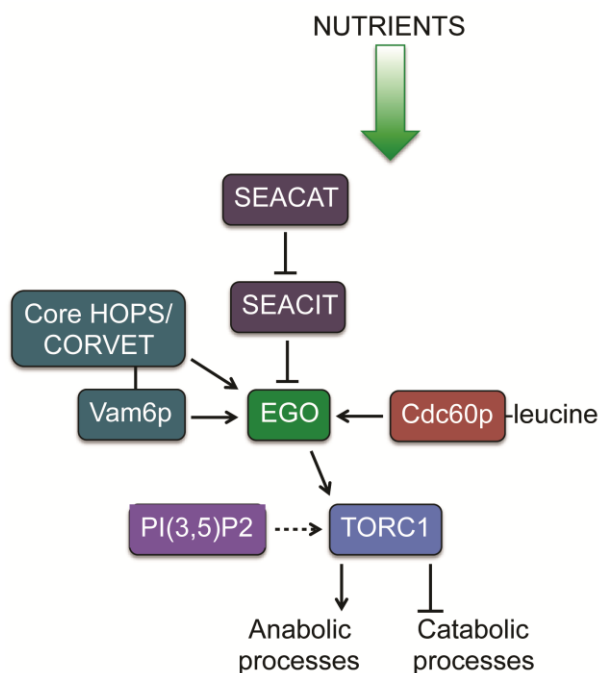 NUTRIENTS
SEACAT
SEACIT
Core HOPS/
CORVET
Vam6p
EGO
Cdc60p
leucine
PI(3,5)P2
TORC1
Anabolic
processes
Catabolic
processes